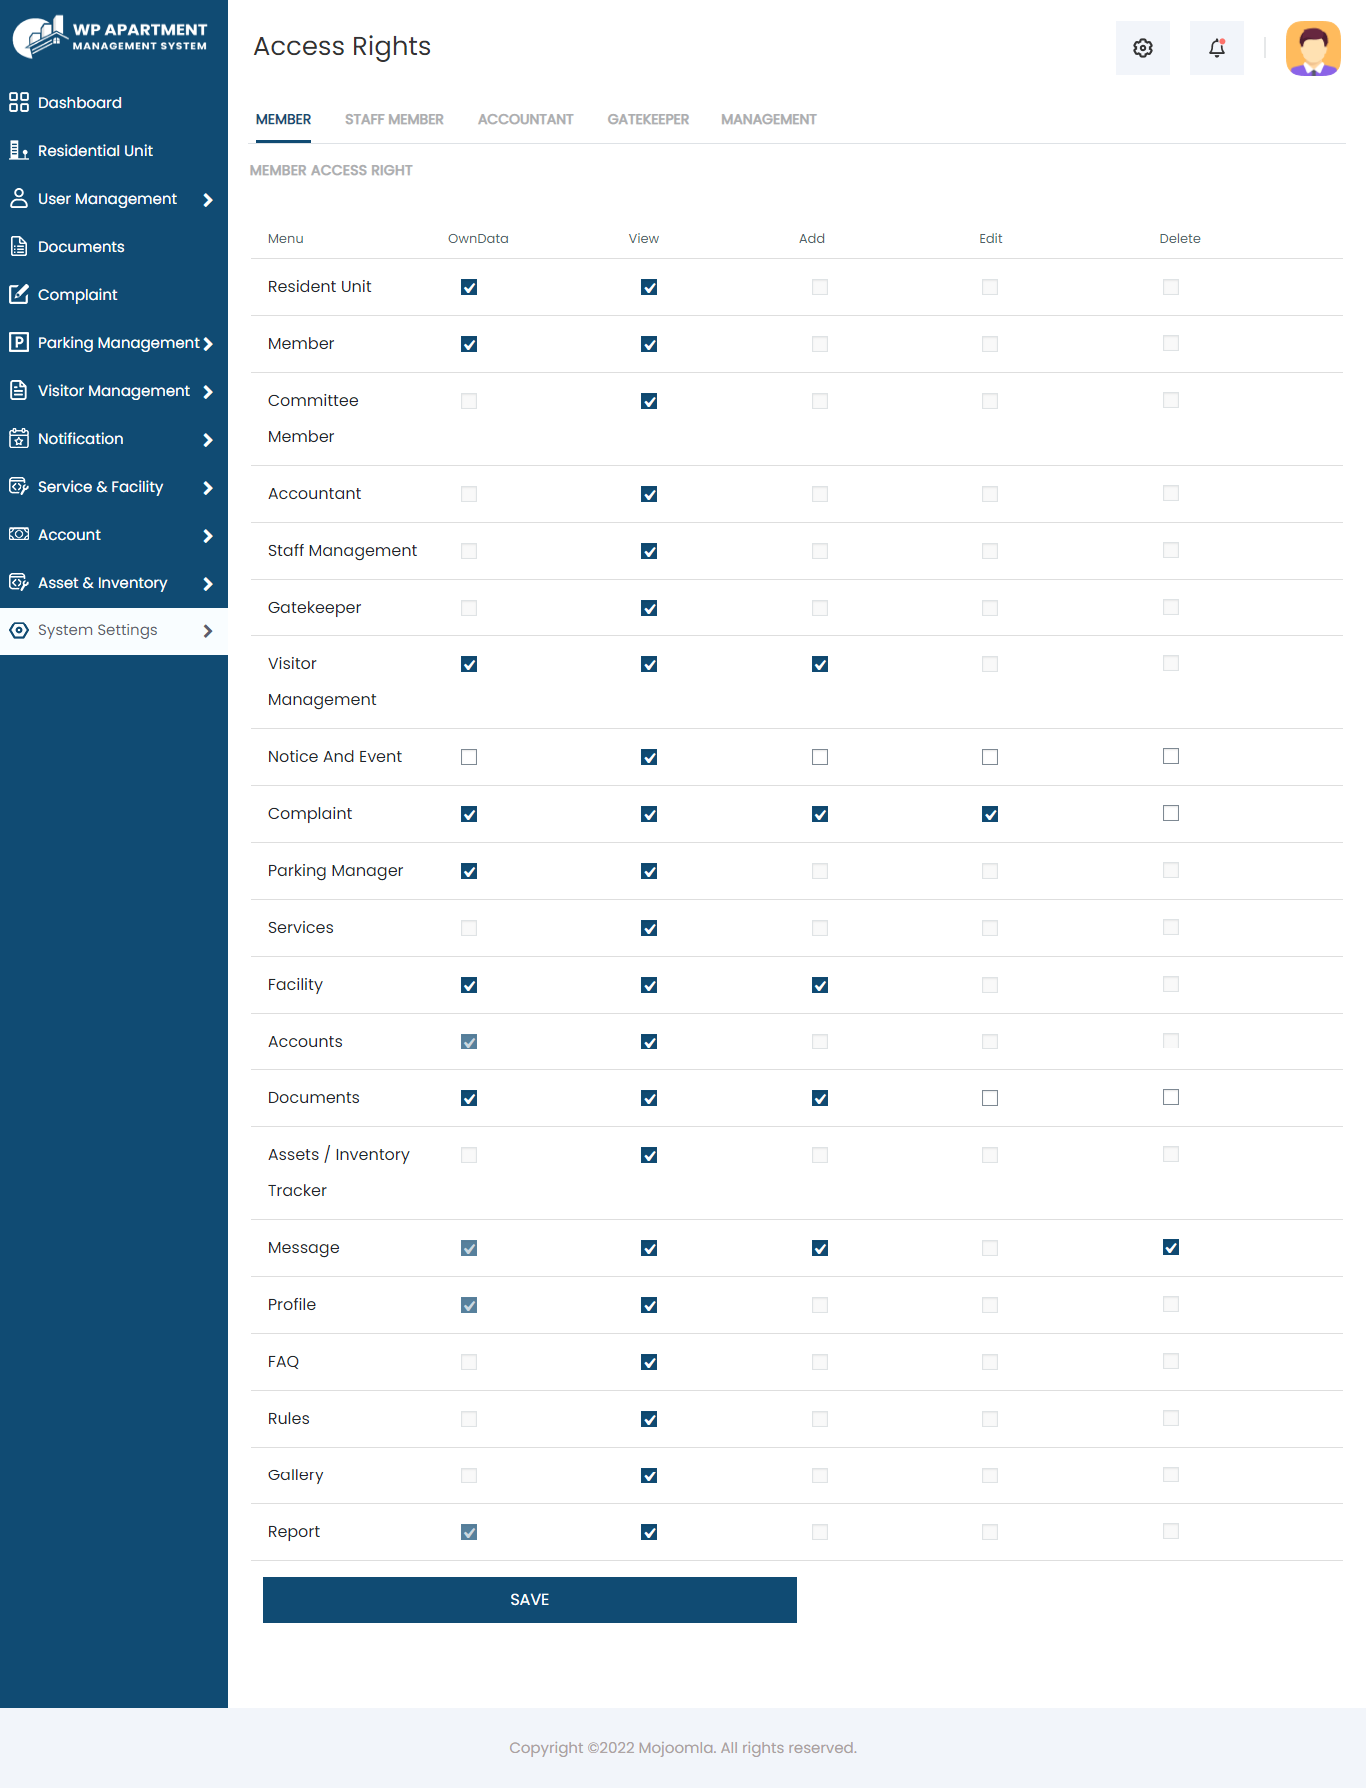 WP APARTMENT
MANAGEMENT SYSTEM
Dashboard
Residential Unit
User Management
Documents
Complaint
Parking Management
Visitor Management
Notification
Service & Facility
Account
Asset & Inventory
System Settings
Access Rights
MEMBER STAFF MEMBER ACCOUNTANT GATEKEEPER MANAGEMENT
MEMBER ACCESS RIGHT
Menu OwnData View Add Edit Delete
Resident Unit
Member
Committee
Member
Accountant
Staff Management
Gatekeeper
Visitor
Management
Notice And Event
Complaint
Parking Manager
Services
Facility
Accounts
Documents
Assets / Inventory
Tracker
Message
Profile
FAQ
Rules
Gallery
Report
SAVE
Copyright ©2022 Mojoomla. All rights reserved.